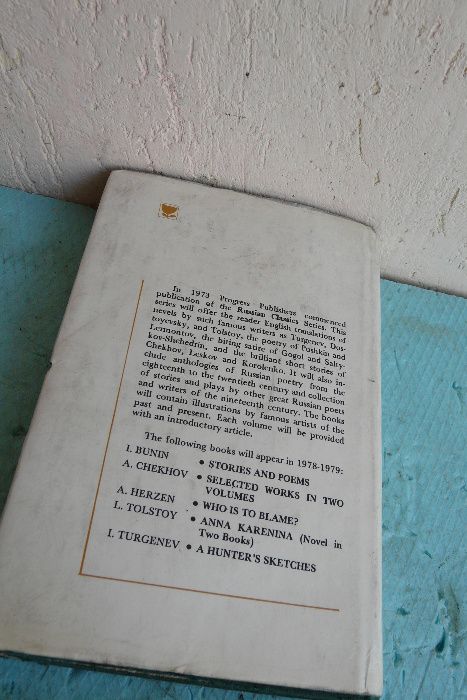 In 1973 Progress Publishers commenced
publication of the Russian Classics Series. This
series will offer the reader English translations of
novels by such famous writers as Turgenev, Dos-
toyevsky, and Tolstoy, the poetry of Pushkin and
Lermontov, the biring satire of Gogol and Salty-
kov-Shchedrin, and the brilliant short stories of
Chekhov, Leskov and Korolenko. It will also in-
clude anthologies of Russian poetry from the
eighteenth to the twentieth century and collection
of stories and plays by other great Russian poets
and writers of the nineteenth century. The books
will contain illustrations by famous artists of the
past and present. Each volume will be provided
with an introductory article.
The following books will appear in 1978-1979:
I. BUNIN • STORIES AND POEMS
A. CHEKHOV • SELECTED WORKS IN TWO
VOLUMES
A. HERZEN • WHO IS TO BLAME?
L. TOLSTOY • ANNA KARENINA (Novel in
Two Books)
I. TURGENEV • A HUNTER'S SKETCHES